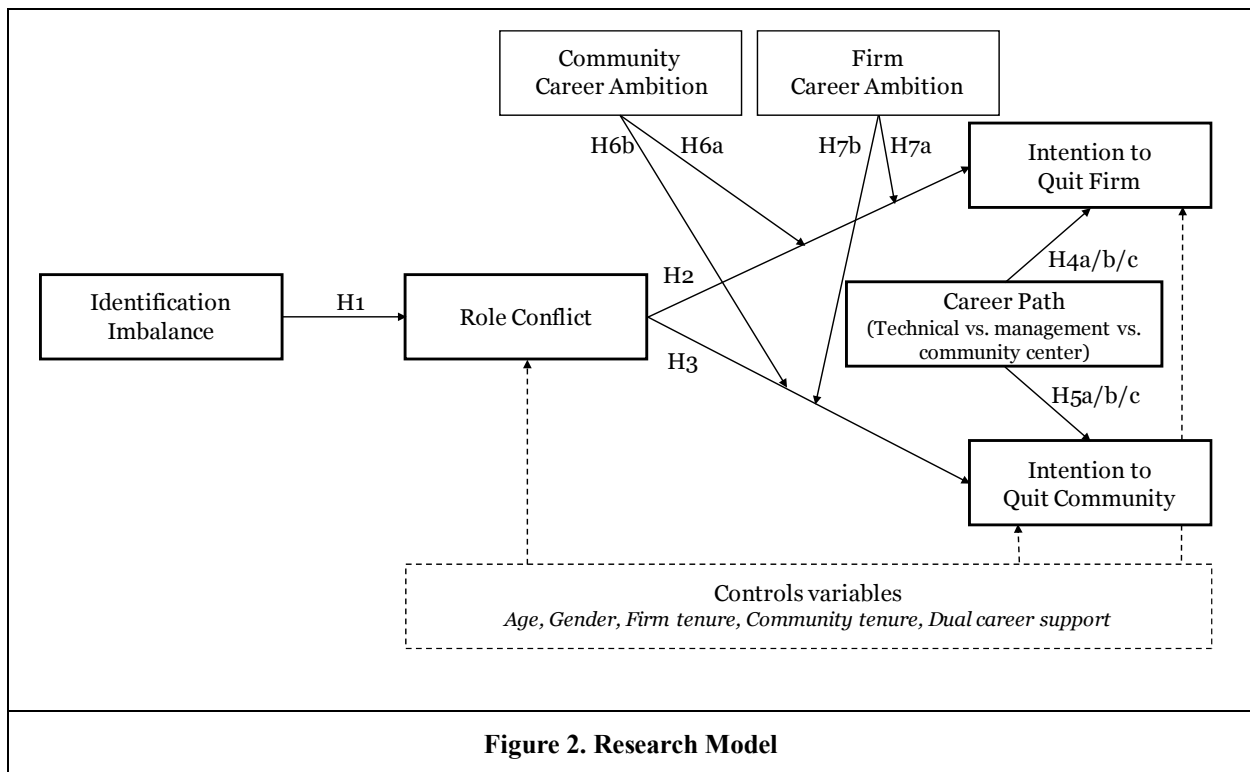 Community
Career Ambition
Firm
Career Ambition
H6b
H6a
H7b
H7a
Intention to
Quit Firm
H4a/b/c
Identification
Imbalance
H1
Role Conflict
H2
H3
Career Path
(Technical vs. management vs.
community center)
H5a/b/c
Intention to
Quit Community
Controls variables
Age, Gender, Firm tenure, Community tenure, Dual career support
Figure 2. Research Model